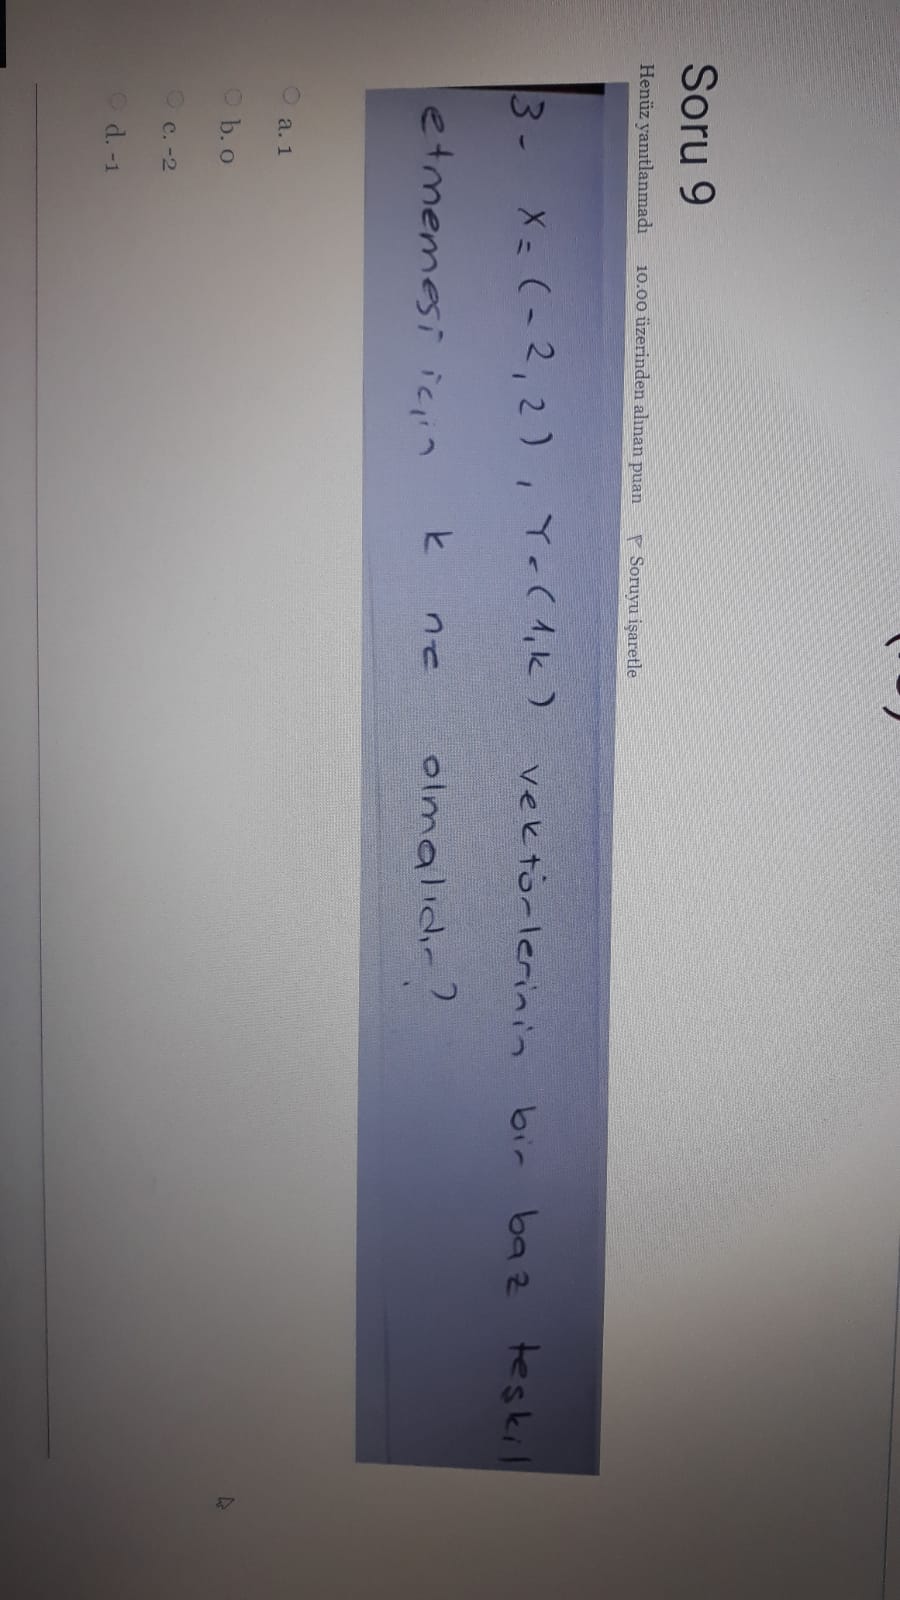 Soru 9
Henüz yanıtlanmadı 10.00 üzerinden alınan puan Soruyu işaretle
3- X=(-2,2), Y=(1,k) vektörlerinin bir baz teşkil
etmemesi için k ne olmalıdır?
a. 1
b. 0
c. -2
d. -1